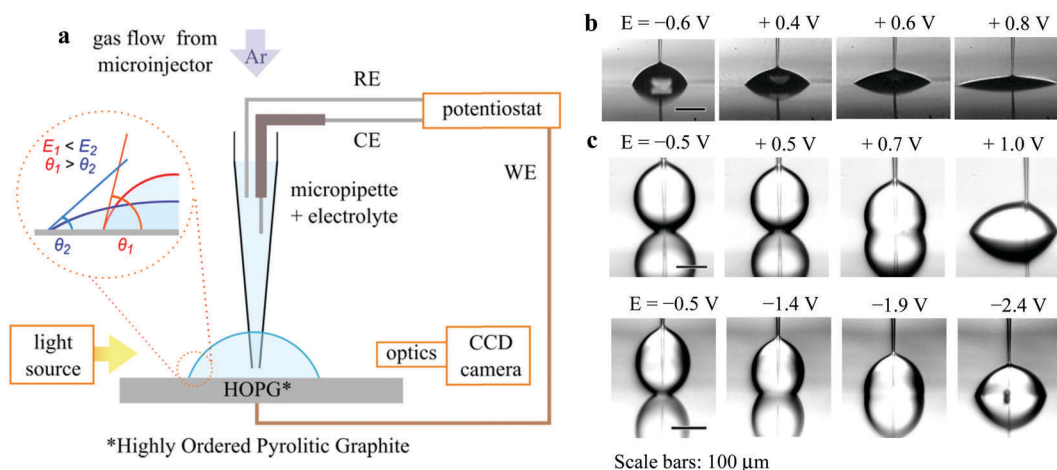 a
gas flow from
microinjector
Ar
RE
CE
potentiostat
WE
E₁ < E₂
θ₁ > θ₂
θ₂
θ₁
micropipette
+ electrolyte
light
source
optics
CCD
camera
HOPG*
*Highly Ordered Pyrolitic Graphite
b
E = −0.6 V
+ 0.4 V
+ 0.6 V
+ 0.8 V
c
E = −0.5 V
+ 0.5 V
+ 0.7 V
+ 1.0 V
E = −0.5 V
−1.4 V
−1.9 V
−2.4 V
Scale bars: 100 μm